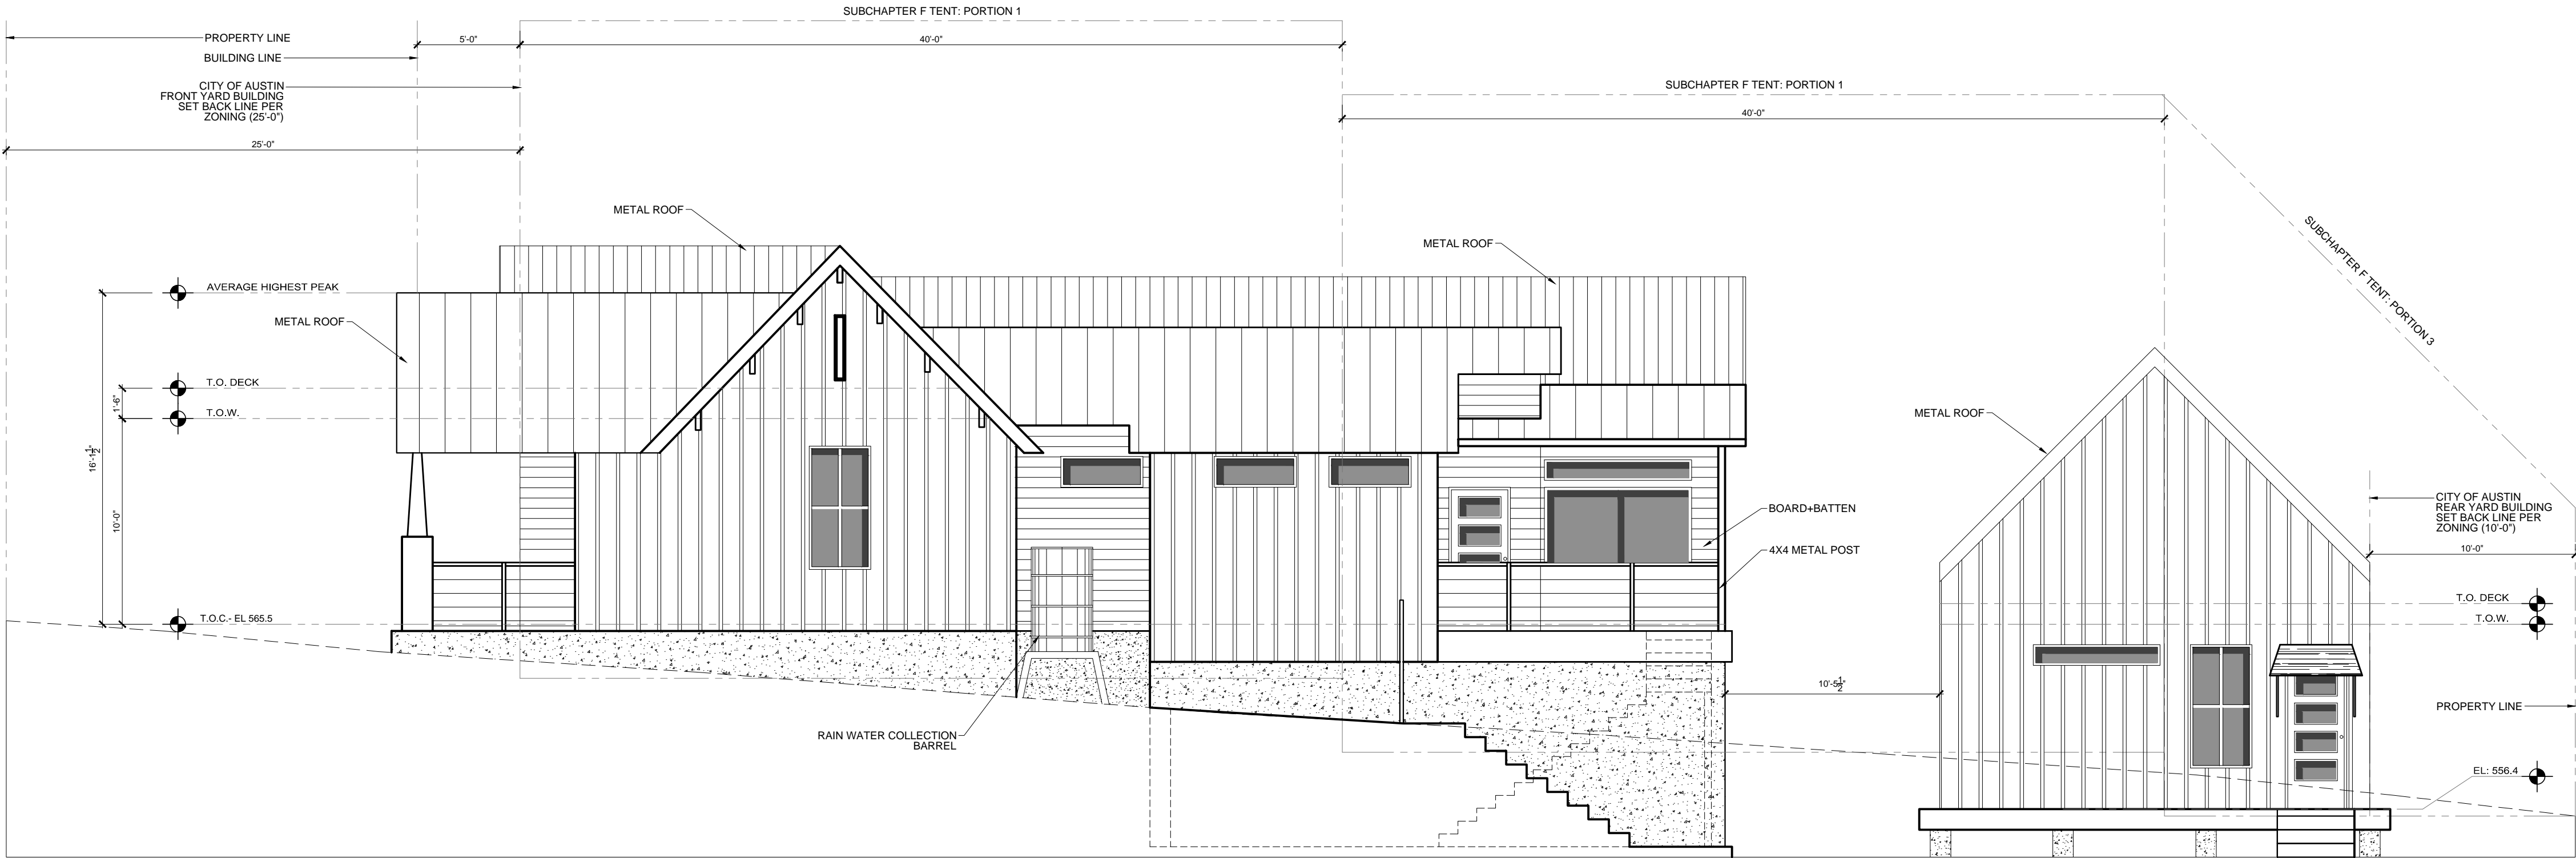 SUBCHAPTER F TENT: PORTION 1
PROPERTY LINE
5'-0"
40'-0"
BUILDING LINE
CITY OF AUSTIN
FRONT YARD BUILDING
SET BACK LINE PER
ZONING (25'-0")
SUBCHAPTER F TENT: PORTION 1
40'-0"
25'-0"
METAL ROOF
METAL ROOF
SUBCHAPTER F TENT: PORTION 3
AVERAGE HIGHEST PEAK
METAL ROOF
T.O. DECK
1'-6"
T.O.W.
METAL ROOF
16'-1 1/2"
10'-0"
BOARD+BATTEN
4X4 METAL POST
CITY OF AUSTIN
REAR YARD BUILDING
SET BACK LINE PER
ZONING (10'-0")
10'-0"
T.O. DECK
T.O.W.
T.O.C.- EL 565.5
10'-5 1/2"
PROPERTY LINE
RAIN WATER COLLECTION
BARREL
EL: 556.4